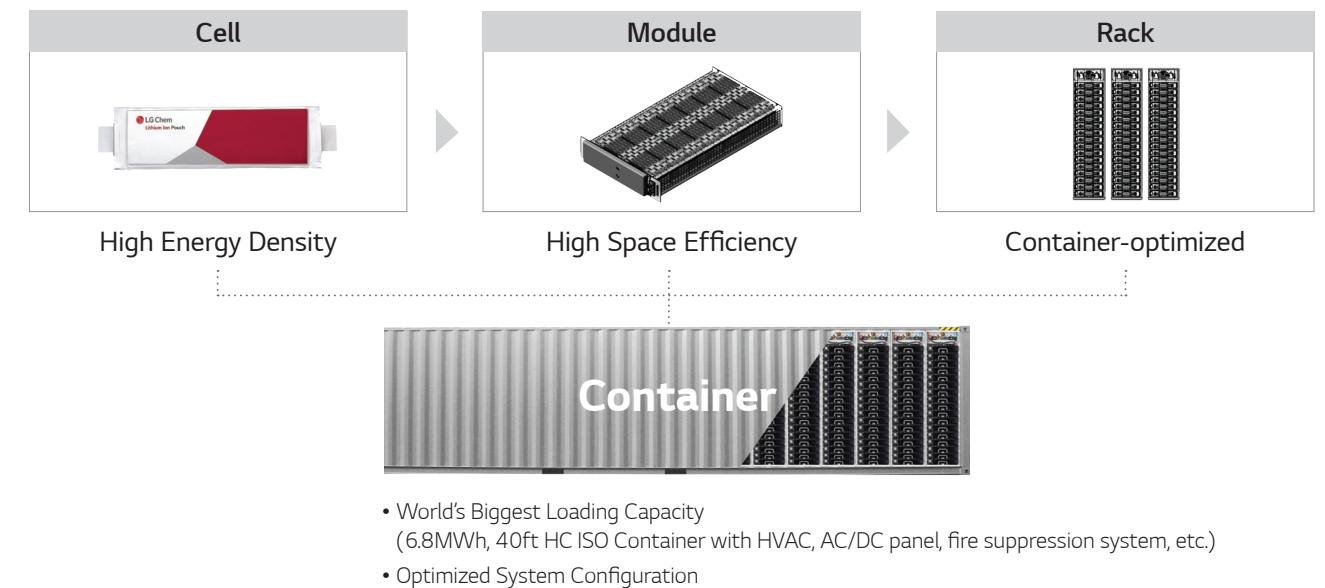 Cell
Module
Rack
LG Chem
Lithium Ion Pouch
High Energy Density
High Space Efficiency
Container-optimized
Container
• World's Biggest Loading Capacity
(6.8MWh, 40ft HC ISO Container with HVAC, AC/DC panel, fire suppression system, etc.)
• Optimized System Configuration